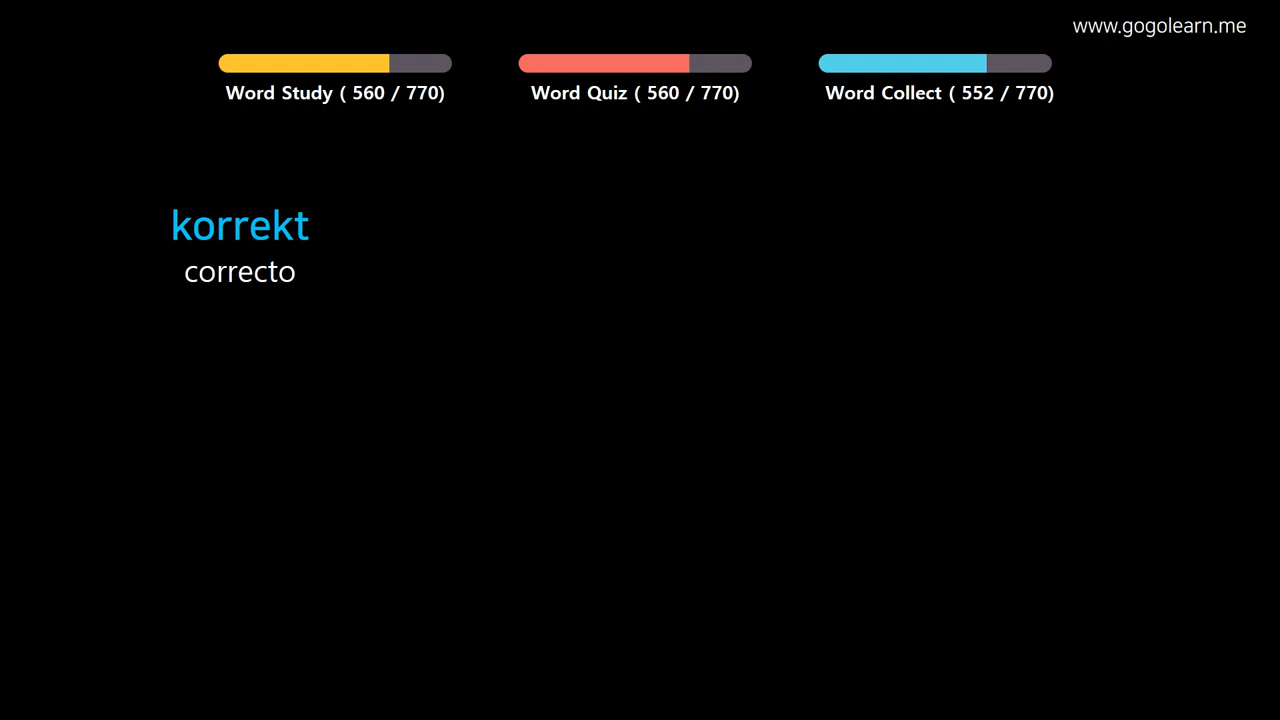 www.gogolearn.me
Word Study ( 560 / 770)
Word Quiz ( 560 / 770)
Word Collect ( 552 / 770)
korrekt
correcto